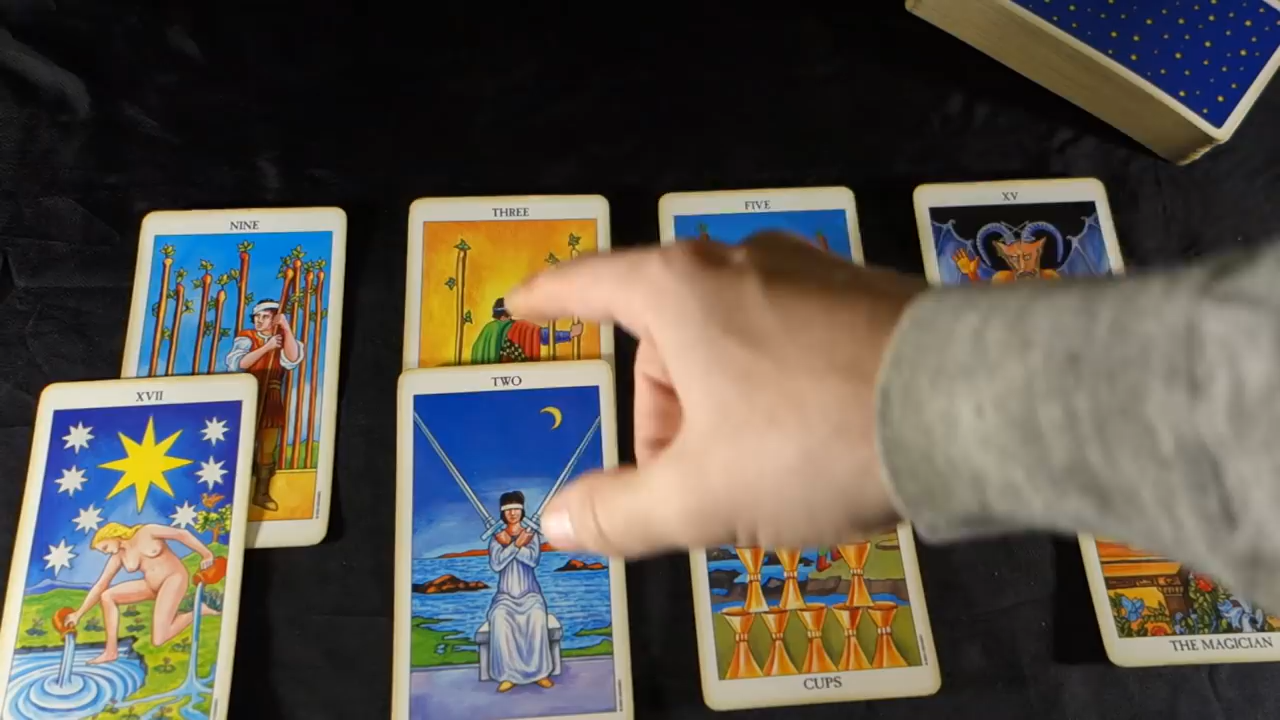 NINE
THREE
FIVE
XV
XVII
TWO
CUPS
THE MAGICIAN